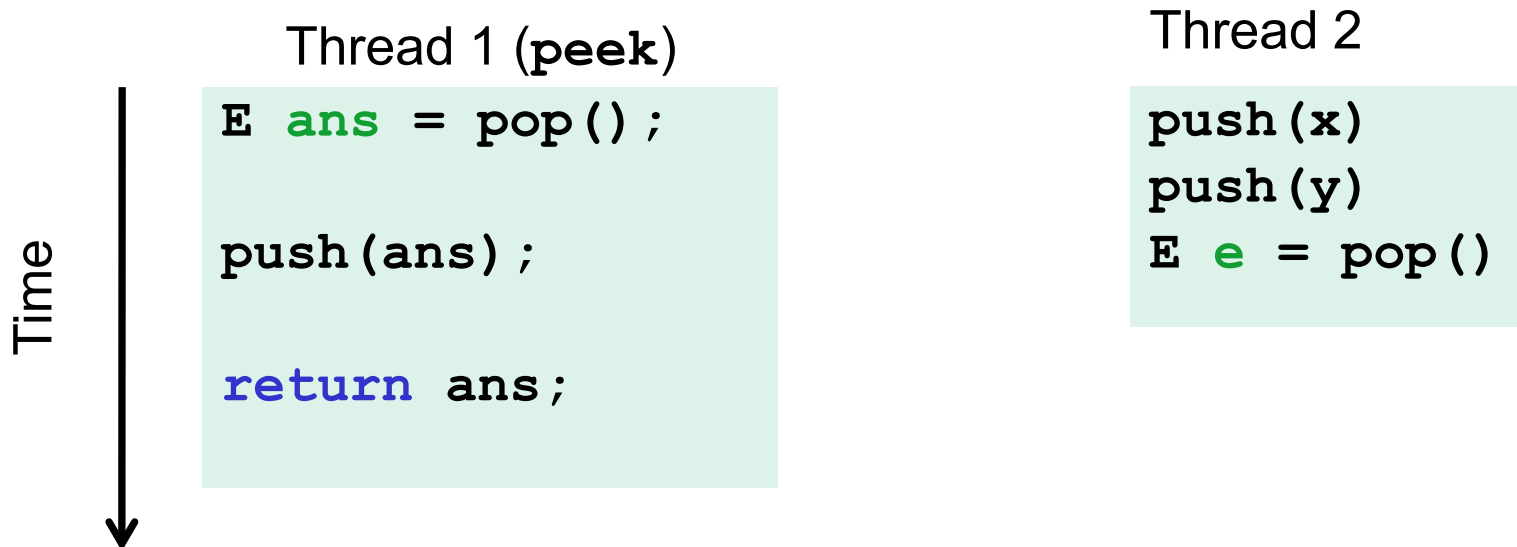 Thread 1 (peek)
E ans = pop();
push(ans);
return ans;
Time
Thread 2
push(x)
push(y)
E e = pop()